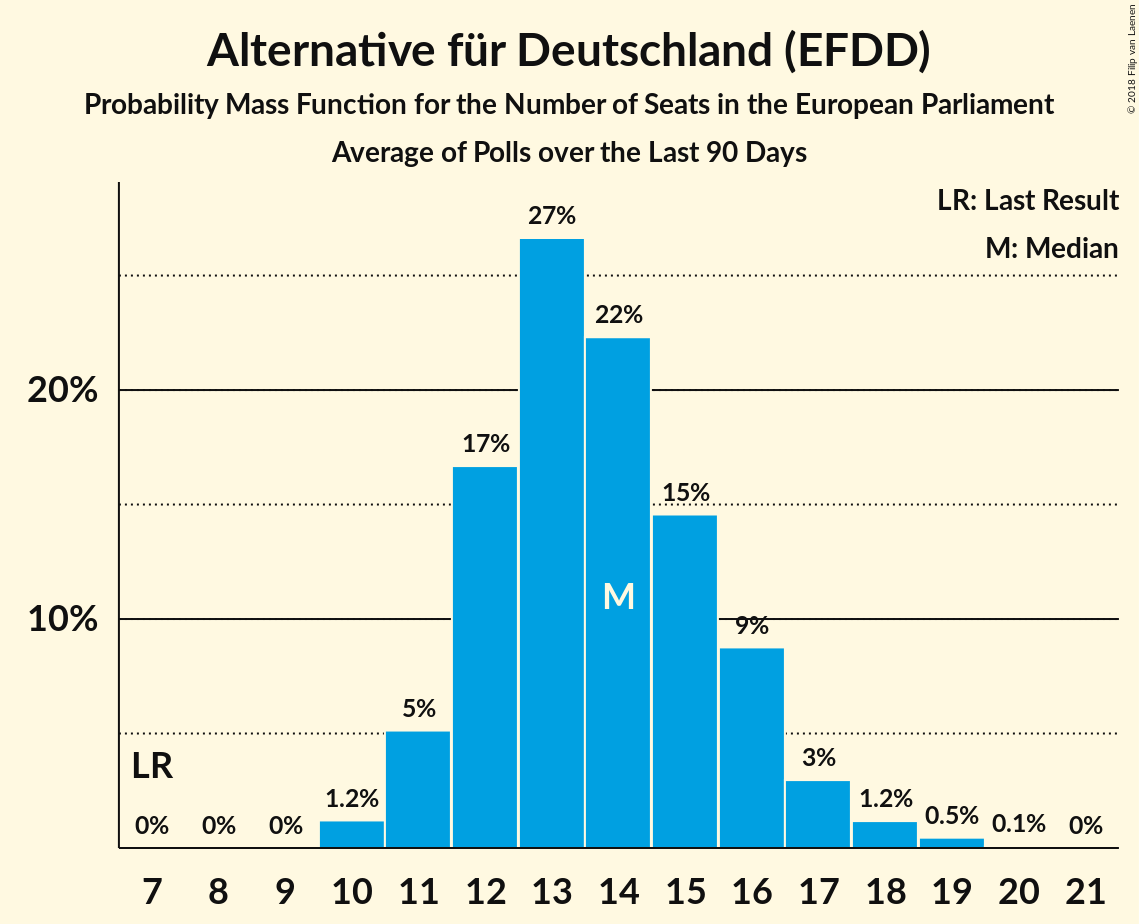 Alternative für Deutschland (EFDD)
Probability Mass Function for the Number of Seats in the European Parliament
Average of Polls over the Last 90 Days
© 2018 Filip van Laenen
LR: Last Result
M: Median
27%
22%
20%
17%
15%
M
10%
9%
5%
LR
3%
0% 0% 0% 1.2% 1.2% 0.5% 0.1% 0%
7 8 9 10 11 12 13 14 15 16 17 18 19 20 21